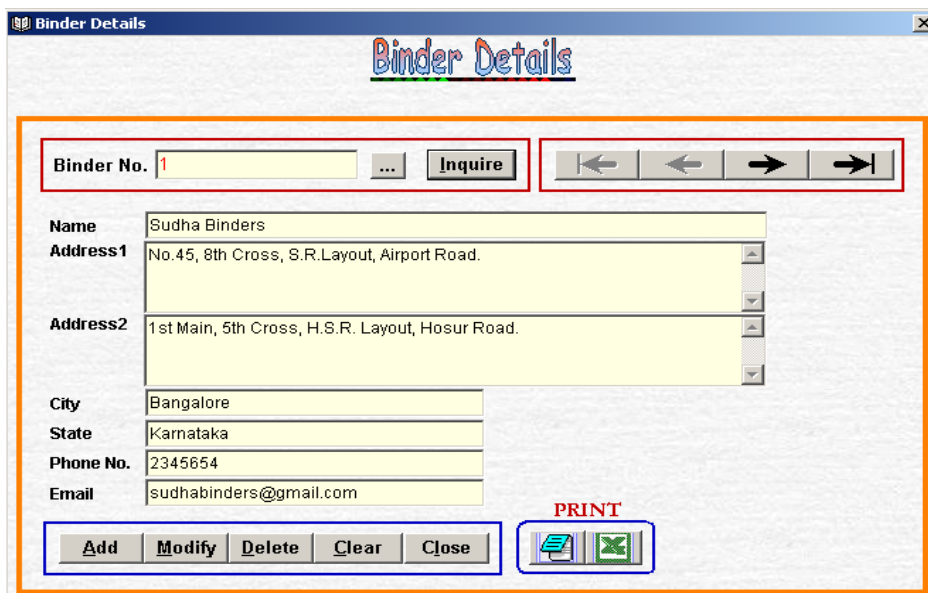 Binder Details
Binder Details
Binder No. 1 ... Inquire
Name Sudha Binders
Address1 No.45, 8th Cross, S.R.Layout, Airport Road.
Address2 1st Main, 5th Cross, H.S.R. Layout, Hosur Road.
City Bangalore
State Karnataka
Phone No. 2345654
Email sudhabinders@gmail.com
PRINT
Add Modify Delete Clear Close